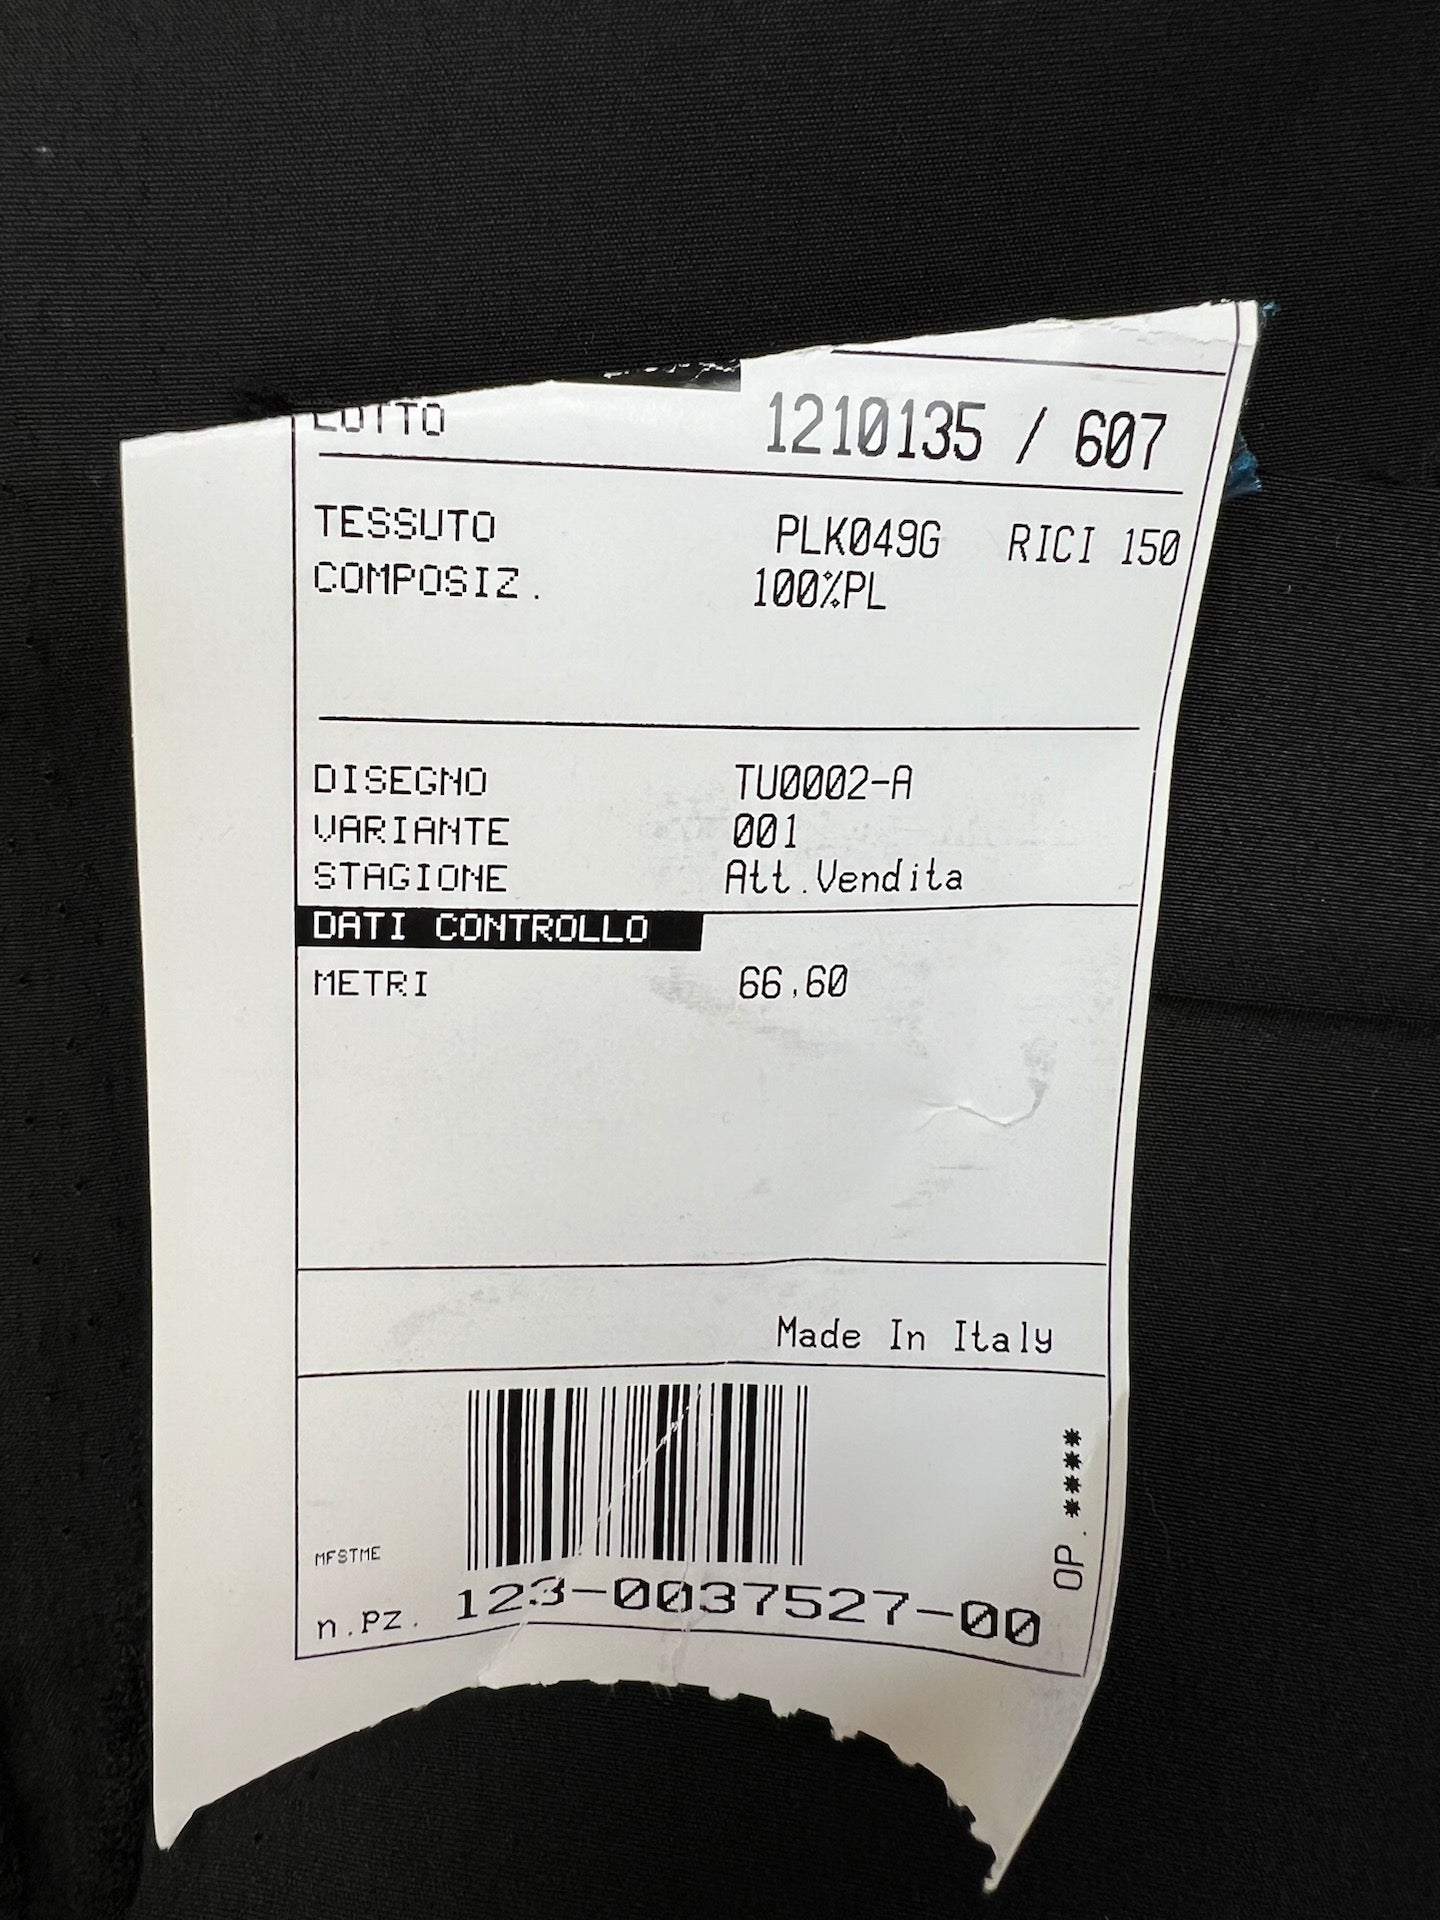 LOTTO 1210135 / 607
TESSUTO PLK049G RICI 150
COMPOSIZ. 100%PL
DISEGNO TU0002-A
VARIANTE 001
STAGIONE Att.Vendita
DATI CONTROLLO
METRI 66,60
Made In Italy
OP.****
MFSTME
n.Pz. 123-0037527-00